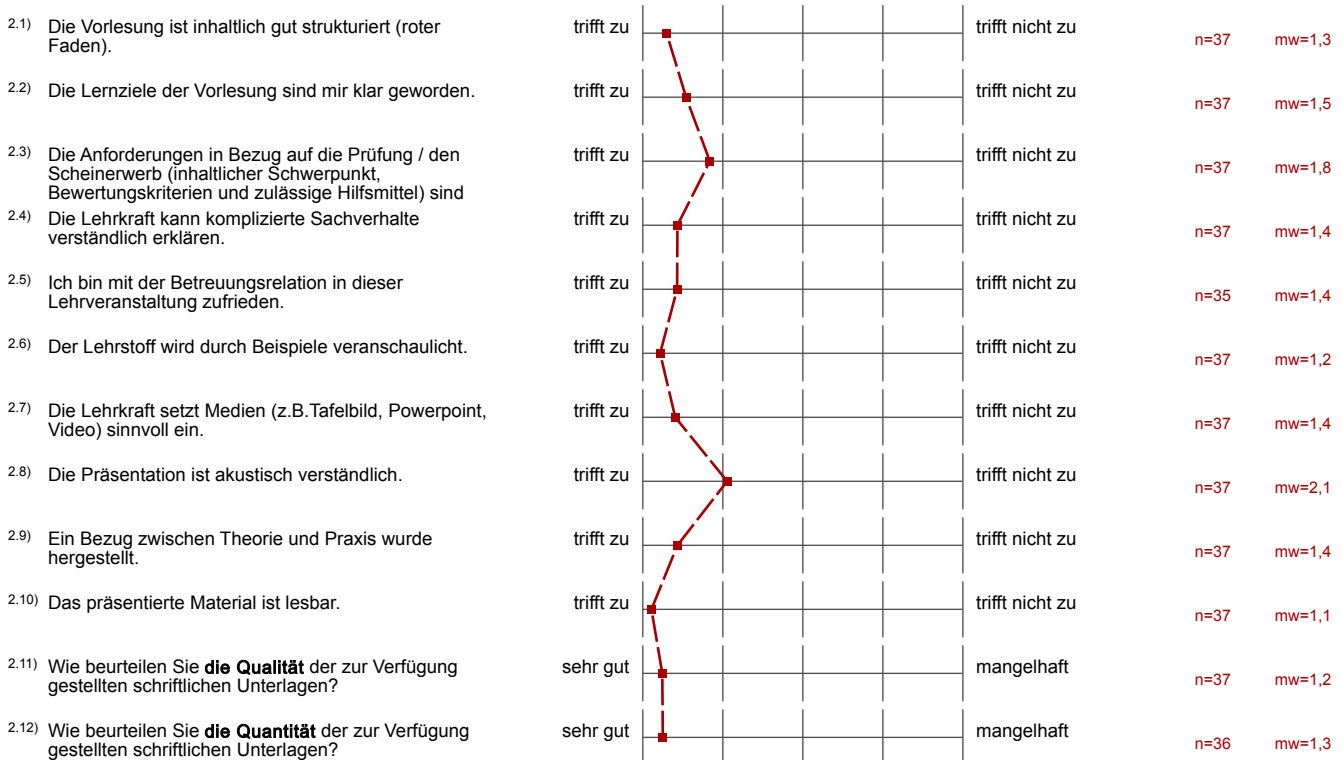 2.1) Die Vorlesung ist inhaltlich gut strukturiert (roter trifft zu trifft nicht zu
Faden). n=37 mw=1,3
2.2) Die Lernziele der Vorlesung sind mir klar geworden. trifft zu trifft nicht zu
n=37 mw=1,5
2.3) Die Anforderungen in Bezug auf die Prüfung / den trifft zu trifft nicht zu
Scheinerwerb (inhaltlicher Schwerpunkt, n=37 mw=1,8
Bewertungskriterien und zulässige Hilfsmittel) sind
2.4) Die Lehrkraft kann komplizierte Sachverhalte trifft zu trifft nicht zu
verständlich erklären. n=37 mw=1,4
2.5) Ich bin mit der Betreuungsrelation in dieser trifft zu trifft nicht zu
Lehrveranstaltung zufrieden. n=35 mw=1,4
2.6) Der Lehrstoff wird durch Beispiele veranschaulicht. trifft zu trifft nicht zu
n=37 mw=1,2
2.7) Die Lehrkraft setzt Medien (z.B.Tafelbild, Powerpoint, trifft zu trifft nicht zu
Video) sinnvoll ein. n=37 mw=1,4
2.8) Die Präsentation ist akustisch verständlich. trifft zu trifft nicht zu
n=37 mw=2,1
2.9) Ein Bezug zwischen Theorie und Praxis wurde trifft zu trifft nicht zu
hergestellt. n=37 mw=1,4
2.10) Das präsentierte Material ist lesbar. trifft zu trifft nicht zu
n=37 mw=1,1
2.11) Wie beurteilen Sie die Qualität der zur Verfügung sehr gut mangelhaft
gestellten schriftlichen Unterlagen? n=37 mw=1,2
2.12) Wie beurteilen Sie die Quantität der zur Verfügung sehr gut mangelhaft
gestellten schriftlichen Unterlagen? n=36 mw=1,3